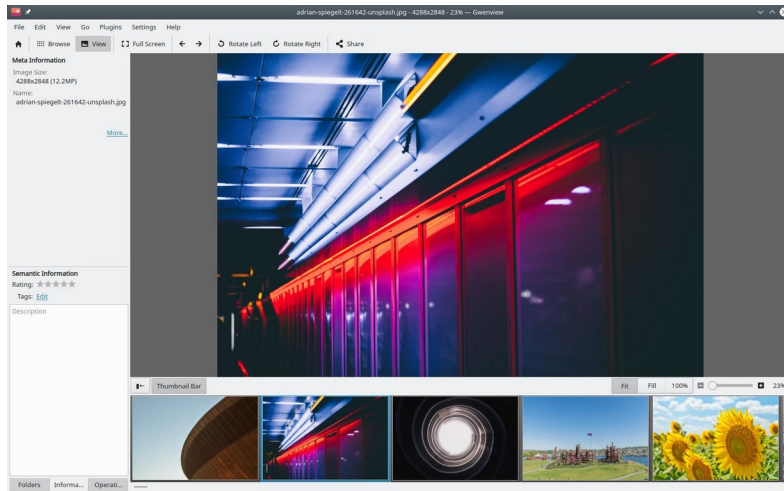 adrian-spiegelt-261642-unsplash.jpg - 4288x2848 - 23% — Gwenview
File Edit View Go Plugins Settings Help
Browse View Full Screen Rotate Left Rotate Right Share
Meta Information
Image Size:
4288x2848 (12.2MP)
Name:
adrian-spiegelt-261642-unsplash.jpg
More...
Semantic Information
Rating:
Tags: Edit
Description
Thumbnail Bar Fit Fill 100% 23%
Folders Informa... Operati...